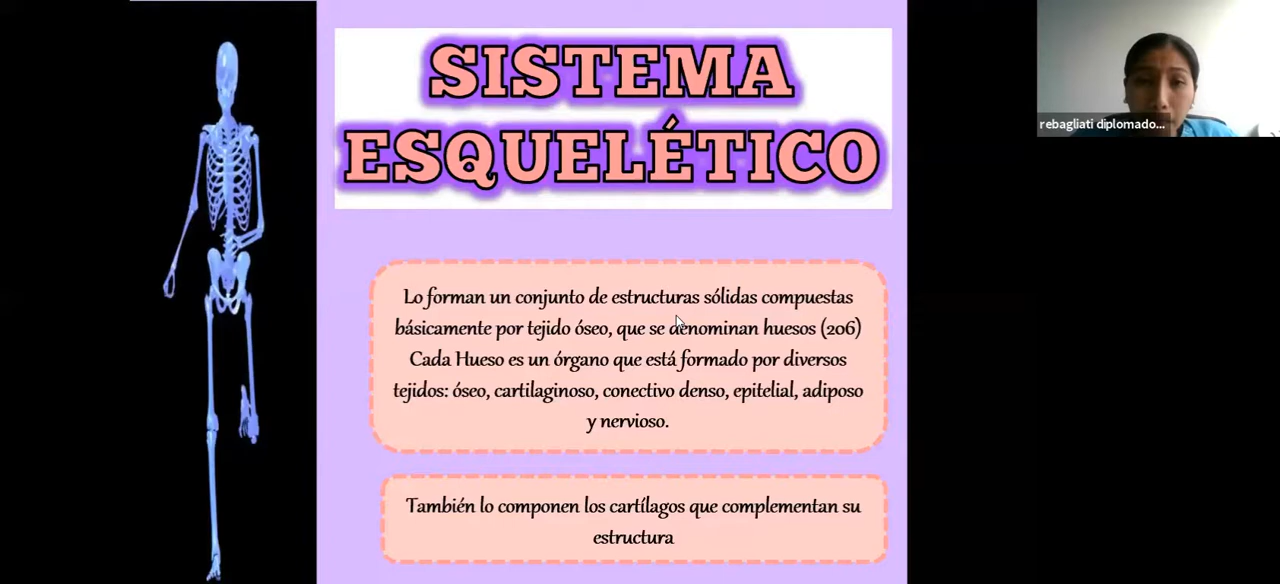 SISTEMA
ESQUELÉTICO
rebagliati diplomado...
Lo forman un conjunto de estructuras sólidas compuestas
básicamente por tejido óseo, que se denominan huesos (206)
Cada Hueso es un órgano que está formado por diversos
tejidos: óseo, cartilaginoso, conectivo denso, epitelial, adiposo
y nervioso.
También lo componen los cartílagos que complementan su
estructura